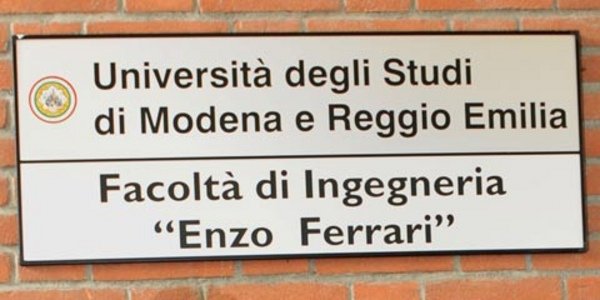 Università degli Studi
di Modena e Reggio Emilia
Facoltà di Ingegneria
“Enzo Ferrari”